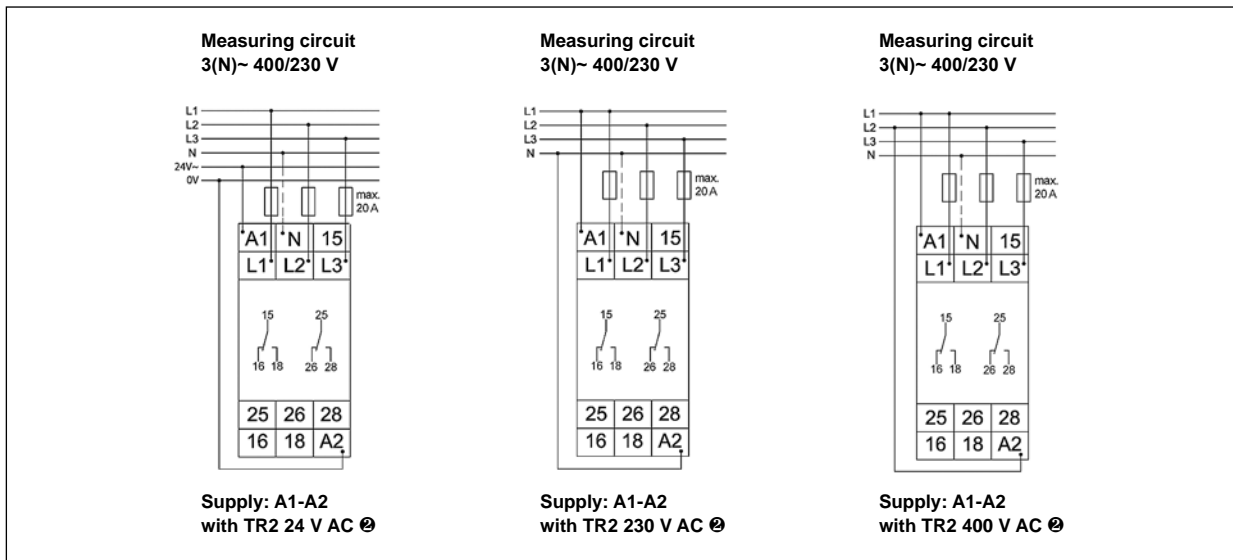 Measuring circuit
3(N)~ 400/230 V
L1
L2
L3
N
24V~
0V
max.
20 A
A1 N 15
L1 L2 L3
15 25
16 18 26 28
25 26 28
16 18 A2
Supply: A1-A2
with TR2 24 V AC ❷
Measuring circuit
3(N)~ 400/230 V
L1
L2
L3
N
max.
20 A
A1 N 15
L1 L2 L3
15 25
16 18 26 28
25 26 28
16 18 A2
Supply: A1-A2
with TR2 230 V AC ❷
Measuring circuit
3(N)~ 400/230 V
L1
L2
L3
N
max.
20 A
A1 N 15
L1 L2 L3
15 25
16 18 26 28
25 26 28
16 18 A2
Supply: A1-A2
with TR2 400 V AC ❷